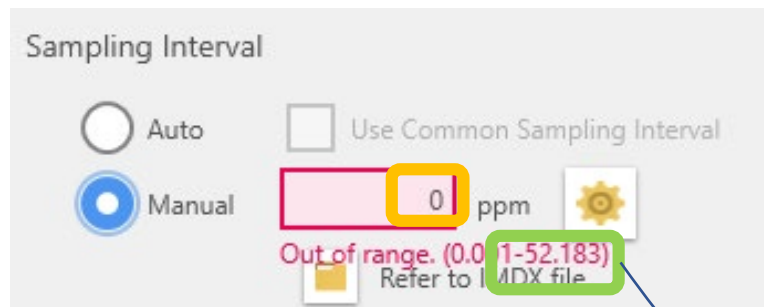 Sampling Interval
Auto Use Common Sampling Interval
Manual 0 ppm
Out of range. (0.001-52.183)
Refer to IMDX file